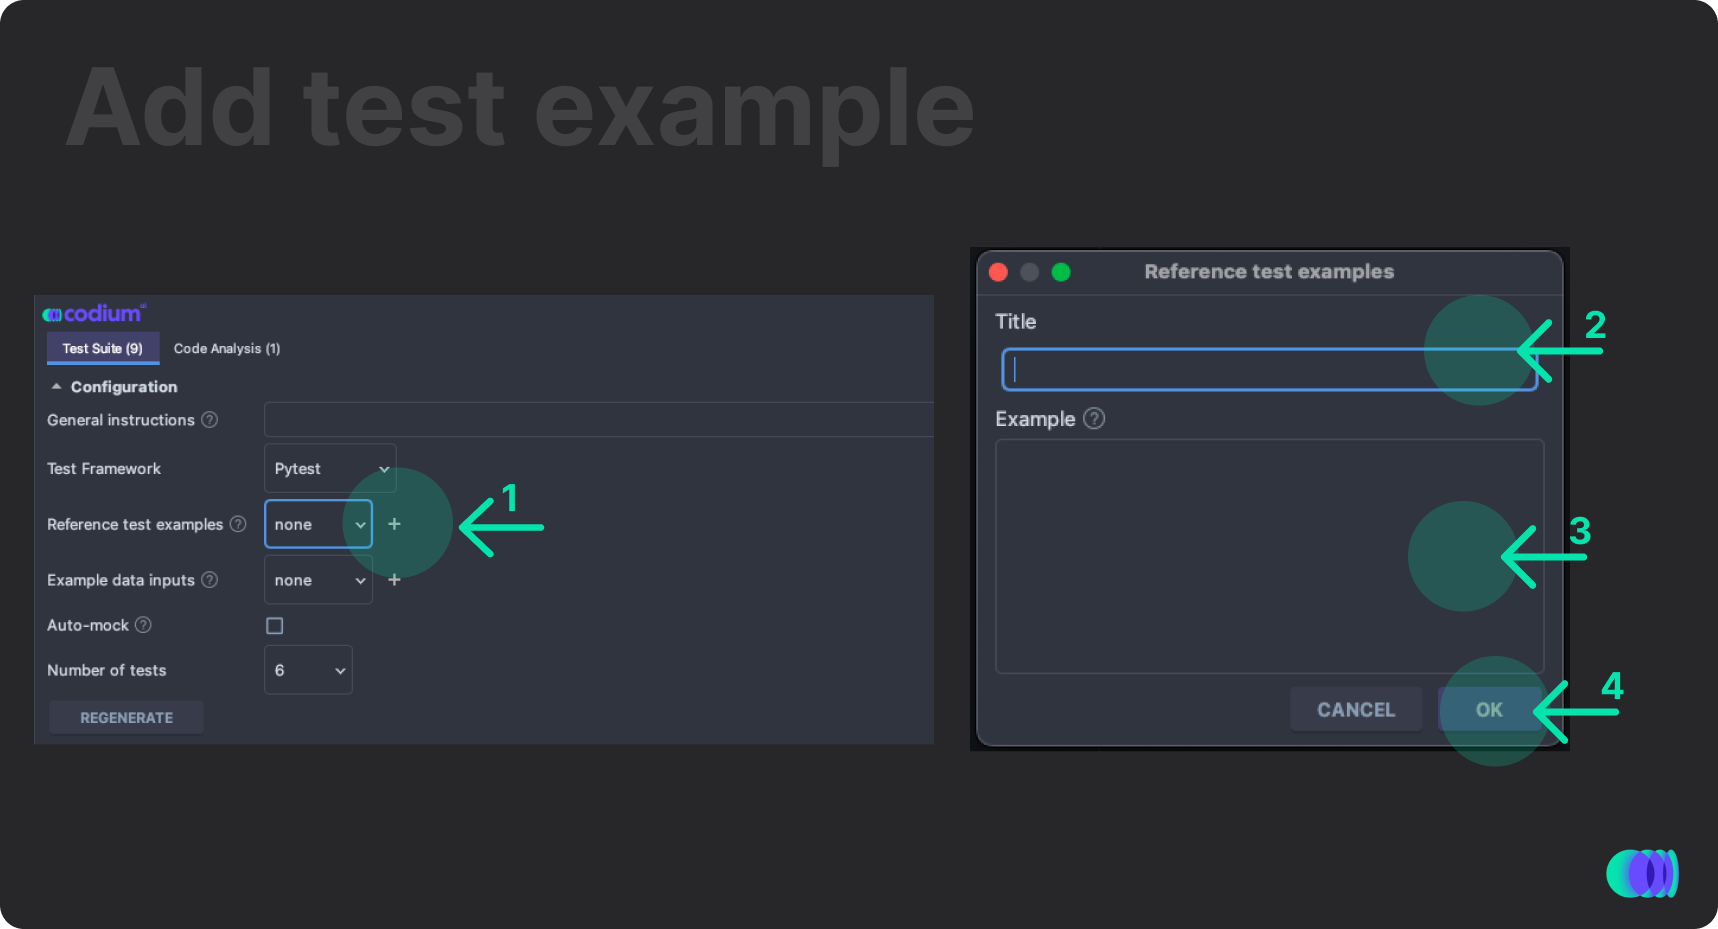 Add test example
codium
Test Suite (9) Code Analysis (1)
Configuration
General instructions ?
Test Framework Pytest
Reference test examples ? none +
1
Example data inputs ? none +
Auto-mock ?
Number of tests 6
REGENERATE
Reference test examples
Title
2
Example ?
3
CANCEL OK
4